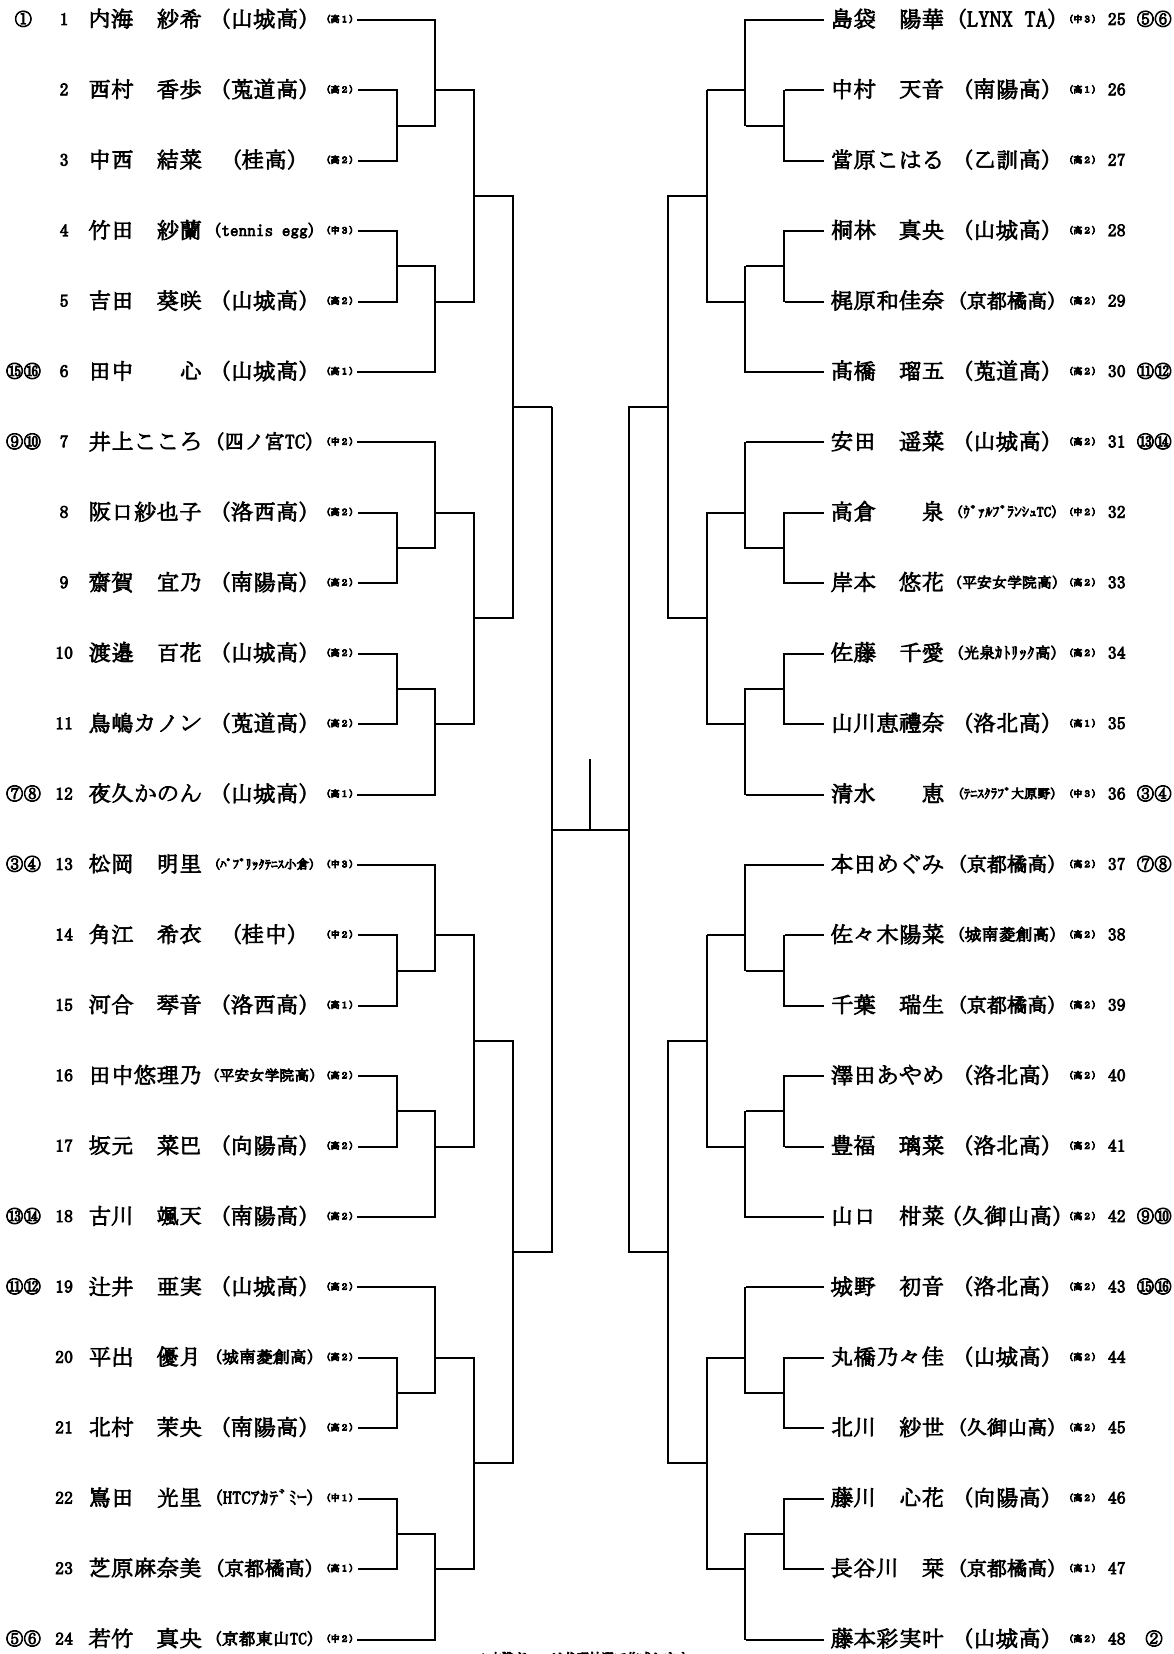 ① 1 内海 紗希 (山城高) (高1)
2 西村 香歩 (莵道高) (高2)
3 中西 結菜 (桂高) (高2)
4 竹田 紗蘭 (tennis egg) (中3)
5 吉田 葵咲 (山城高) (高2)
⑮⑯ 6 田中 心 (山城高) (高1)
⑨⑩ 7 井上こころ (四ノ宮TC) (中2)
8 阪口紗也子 (洛西高) (高2)
9 齋賀 宜乃 (南陽高) (高2)
10 渡邉 百花 (山城高) (高2)
11 鳥嶋カノン (莵道高) (高2)
⑦⑧ 12 夜久かのん (山城高) (高1)
③④ 13 松岡 明里 (パブリックテニス小倉) (中3)
14 角江 希衣 (桂中) (中2)
15 河合 琴音 (洛西高) (高1)
16 田中悠理乃 (平安女学院高) (高2)
17 坂元 菜巴 (向陽高) (高2)
⑬⑭ 18 古川 颯天 (南陽高) (高2)
⑪⑫ 19 辻井 亜実 (山城高) (高2)
20 平出 優月 (城南菱創高) (高2)
21 北村 茉央 (南陽高) (高2)
22 嶌田 光里 (HTCアカデミー) (中1)
23 芝原麻奈美 (京都橘高) (高1)
⑤⑥ 24 若竹 真央 (京都東山TC) (中2)
島袋 陽華 (LYNX TA) (中3) 25 ⑤⑥
中村 天音 (南陽高) (高1) 26
當原こはる (乙訓高) (高2) 27
桐林 真央 (山城高) (高2) 28
梶原和佳奈 (京都橘高) (高2) 29
髙橋 瑠五 (莵道高) (高2) 30 ⑪⑫
安田 遥菜 (山城高) (高2) 31 ⑬⑭
高倉 泉 (ヴァルブランシュTC) (中2) 32
岸本 悠花 (平安女学院高) (高2) 33
佐藤 千愛 (光泉カトリック高) (高2) 34
山川恵禮奈 (洛北高) (高1) 35
清水 恵 (テニスクラブ大原野) (中3) 36 ③④
本田めぐみ (京都橘高) (高2) 37 ⑦⑧
佐々木陽菜 (城南菱創高) (高2) 38
千葉 瑞生 (京都橘高) (高2) 39
澤田あやめ (洛北高) (高2) 40
豊福 璃菜 (洛北高) (高2) 41
山口 柑菜 (久御山高) (高2) 42 ⑨⑩
城野 初音 (洛北高) (高2) 43 ⑮⑯
丸橋乃々佳 (山城高) (高2) 44
北川 紗世 (久御山高) (高2) 45
藤川 心花 (向陽高) (高2) 46
長谷川 栞 (京都橘高) (高1) 47
藤本彩実叶 (山城高) (高2) 48 ②